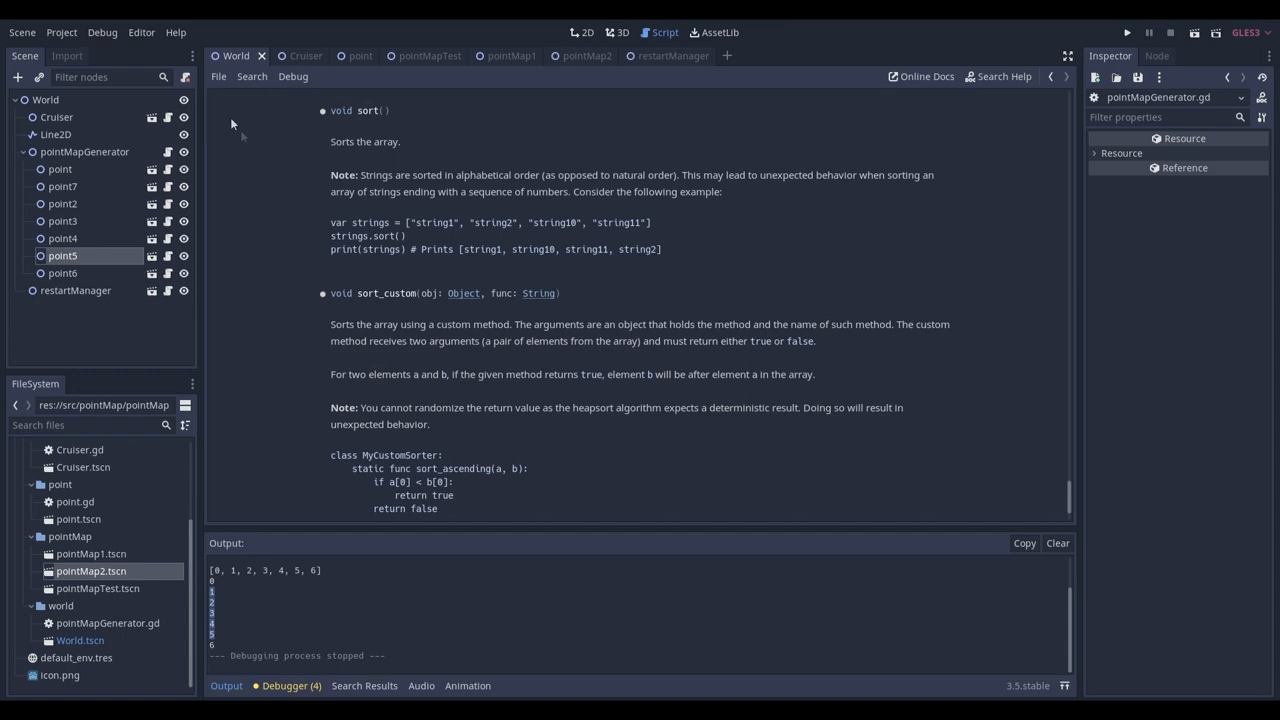 Scene Project Debug Editor Help 2D 3D Script AssetLib GLES3
Scene Import
World Cruiser point pointMapTest pointMap1 pointMap2 restartManager
Inspector Node
Filter nodes
File Search Debug Online Docs Search Help
World
Cruiser
Line2D
pointMapGenerator
point
point7
point2
point3
point4
point5
point6
restartManager
FileSystem
res://src/pointMap/pointMap
Search files
Cruiser.gd
Cruiser.tscn
point
point.gd
point.tscn
pointMap
pointMap1.tscn
pointMap2.tscn
pointMapTest.tscn
world
pointMapGenerator.gd
World.tscn
default_env.tres
icon.png
void sort()
Sorts the array.
Note: Strings are sorted in alphabetical order (as opposed to natural order). This may lead to unexpected behavior when sorting an
array of strings ending with a sequence of numbers. Consider the following example:
var strings = ["string1", "string2", "string10", "string11"]
strings.sort()
print(strings) # Prints [string1, string10, string11, string2]
void sort_custom(obj: Object, func: String)
Sorts the array using a custom method. The arguments are an object that holds the method and the name of such method. The custom
method receives two arguments (a pair of elements from the array) and must return either true or false.
For two elements a and b, if the given method returns true, element b will be after element a in the array.
Note: You cannot randomize the return value as the heapsort algorithm expects a deterministic result. Doing so will result in
unexpected behavior.
class MyCustomSorter:
static func sort_ascending(a, b):
if a[0] < b[0]:
return true
return false
Output: Copy Clear
[0, 1, 2, 3, 4, 5, 6]
0
1
2
3
4
5
6
--- Debugging process stopped ---
Output Debugger (4) Search Results Audio Animation 3.5.stable
pointMapGenerator.gd
Filter properties
Resource
Resource
Reference